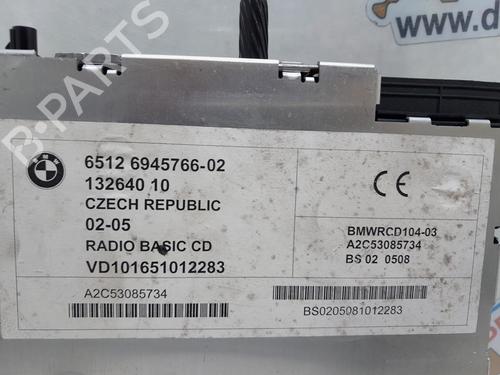 BMW
6512 6945766-02
132640 10
CZECH REPUBLIC
02-05
RADIO BASIC CD
VD101651012283
A2C53085734
CE
BMWRCD104-03
A2C53085734
BS 02 0508
BS0205081012283
B-PARTS